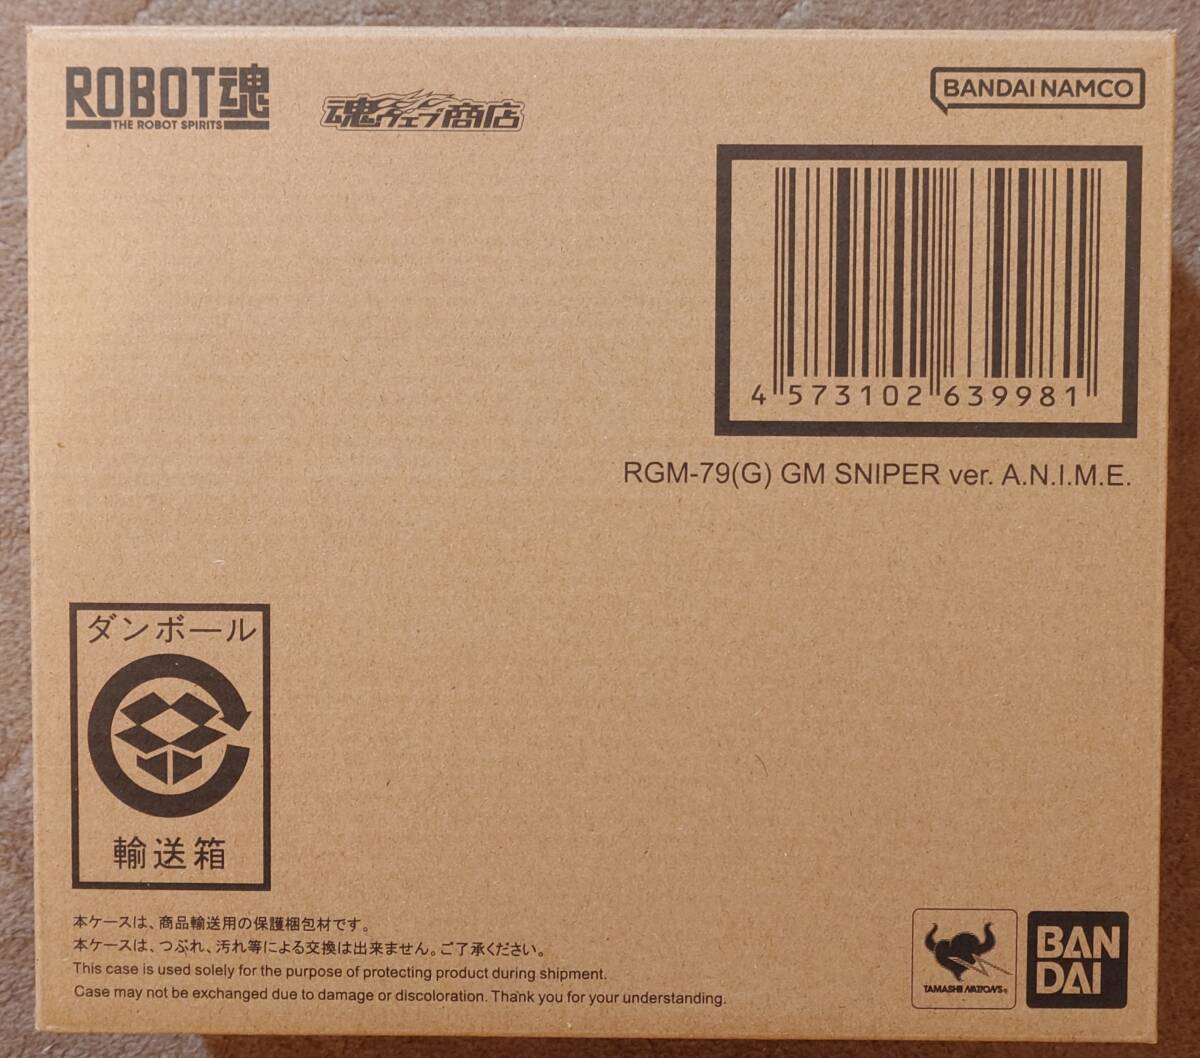 ROBOT魂
THE ROBOT SPIRITS
魂ウェブ商店
BANDAI NAMCO
4 573102 639981
RGM-79(G) GM SNIPER ver. A.N.I.M.E.
ダンボール
輸送箱
本ケースは、商品輸送用の保護梱包材です。
本ケースは、つぶれ、汚れ等による交換は出来ません。ご了承ください。
This case is used solely for the purpose of protecting product during shipment.
Case may not be exchanged due to damage or discoloration. Thank you for your understanding.
TAMASHII NATIONS
BAN
DAI